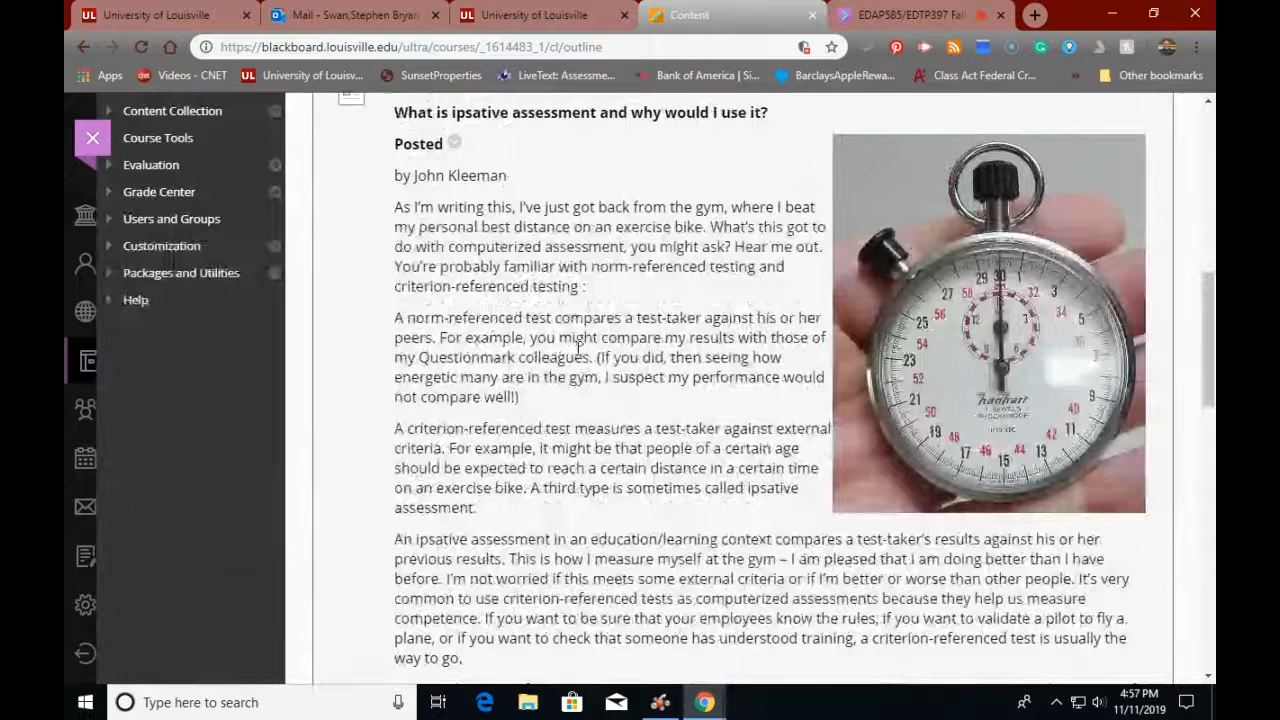 University of Louisville
Mail - Swan,Stephen Bryan
University of Louisville
Content
EDAP585/EDTP397 Fall
https://blackboard.louisville.edu/ultra/courses/_1614483_1/cl/outline
Apps
Videos - CNET
University of Louisv...
SunsetProperties
LiveText: Assessme...
Bank of America | Si...
BarclaysAppleRewa...
Class Act Federal Cr...
Other bookmarks
Content Collection
Course Tools
Evaluation
Grade Center
Users and Groups
Customization
Packages and Utilities
Help
What is ipsative assessment and why would I use it?
Posted
by John Kleeman
As I'm writing this, I've just got back from the gym, where I beat
my personal best distance on an exercise bike. What's this got to
do with computerized assessment, you might ask? Hear me out.
You're probably familiar with norm-referenced testing and
criterion-referenced testing :
A norm-referenced test compares a test-taker against his or her
peers. For example, you might compare my results with those of
my Questionmark colleagues. (If you did, then seeing how
energetic many are in the gym, I suspect my performance would
not compare well!)
A criterion-referenced test measures a test-taker against external
criteria. For example, it might be that people of a certain age
should be expected to reach a certain distance in a certain time
on an exercise bike. A third type is sometimes called ipsative
assessment.
An ipsative assessment in an education/learning context compares a test-taker's results against his or her
previous results. This is how I measure myself at the gym – I am pleased that I am doing better than I have
before. I'm not worried if this meets some external criteria or if I'm better or worse than other people. It's very
common to use criterion-referenced tests as computerized assessments because they help us measure
competence. If you want to be sure that your employees know the rules, if you want to validate a pilot to fly a
plane, or if you want to check that someone has understood training, a criterion-referenced test is usually the
way to go.
hanhart
Type here to search
4:57 PM
11/11/2019